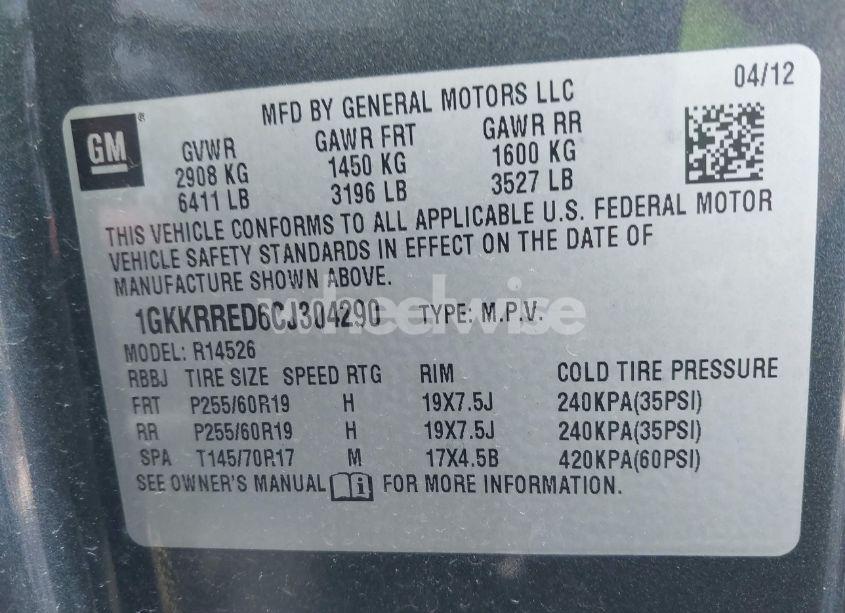 04/12
MFD BY GENERAL MOTORS LLC
GM®
GVWR GAWR FRT GAWR RR
2908 KG 1450 KG 1600 KG
6411 LB 3196 LB 3527 LB
THIS VEHICLE CONFORMS TO ALL APPLICABLE U.S. FEDERAL MOTOR
VEHICLE SAFETY STANDARDS IN EFFECT ON THE DATE OF
MANUFACTURE SHOWN ABOVE.
1GKKRRED6CJ304290 TYPE: M.P.V.
wheelwise
MODEL: R14526
RBBJ TIRE SIZE SPEED RTG RIM COLD TIRE PRESSURE
FRT P255/60R19 H 19X7.5J 240KPA(35PSI)
RR P255/60R19 H 19X7.5J 240KPA(35PSI)
SPA T145/70R17 M 17X4.5B 420KPA(60PSI)
SEE OWNER'S MANUAL i FOR MORE INFORMATION.